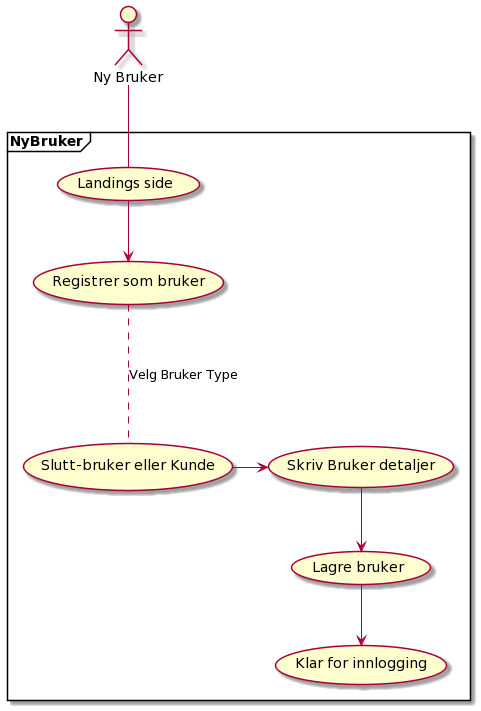 Ny Bruker
NyBruker
Landings side
Registrer som bruker
Velg Bruker Type
Slutt-bruker eller Kunde
Skriv Bruker detaljer
Lagre bruker
Klar for innlogging